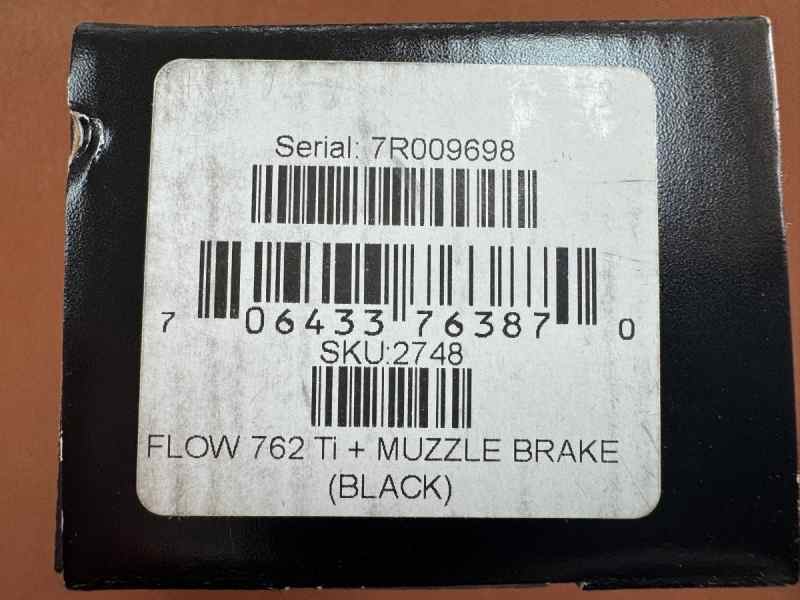 Serial: 7R009698
7 06433 76387 0
SKU:2748
FLOW 762 Ti + MUZZLE BRAKE
(BLACK)